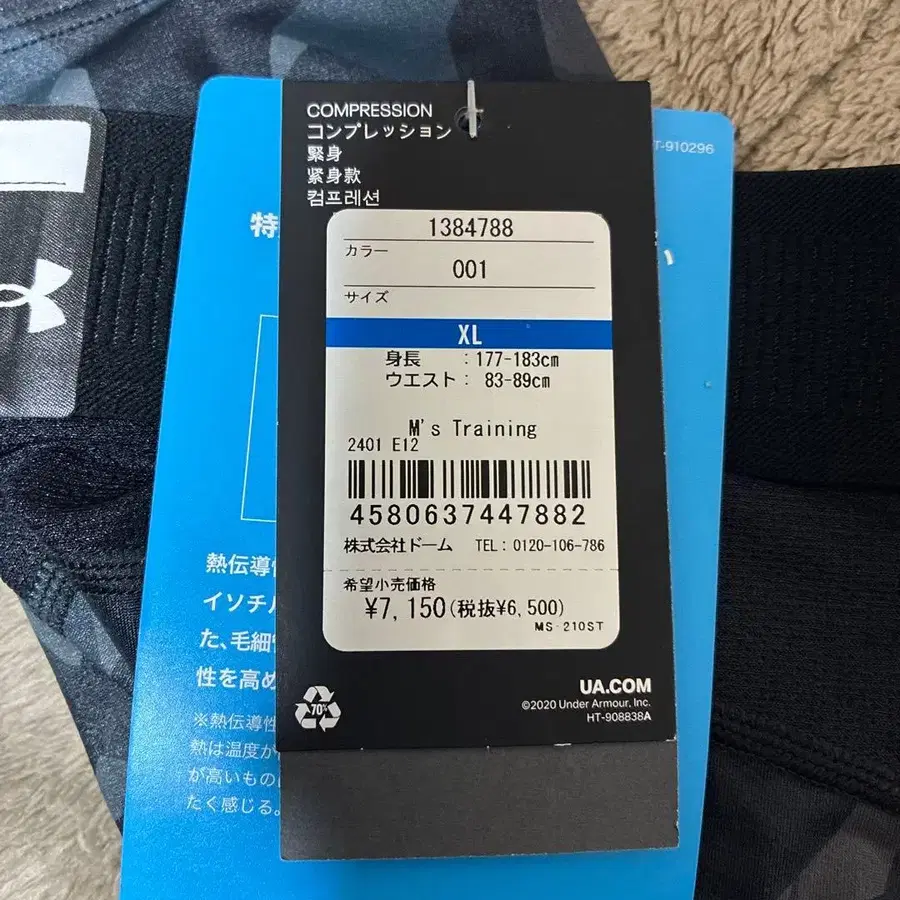 COMPRESSION
コンプレッション
緊身
紧身款
컴프레션
1384788
カラー
001
サイズ
XL
身長 :177-183cm
ウエスト: 83-89cm
M's Training
2401 E12
4580637447882
株式会社ドーム TEL: 0120-106-786
希望小売価格
¥7,150(税抜¥6,500)
MS-210ST
70%
UA.COM
©2020 Under Armour, Inc.
HT-908838A
T-910296
特
熱伝導
イソチ
た、毛細
性を高め
※熱伝導性
熱は温度が
が高いもの
たく感じる。